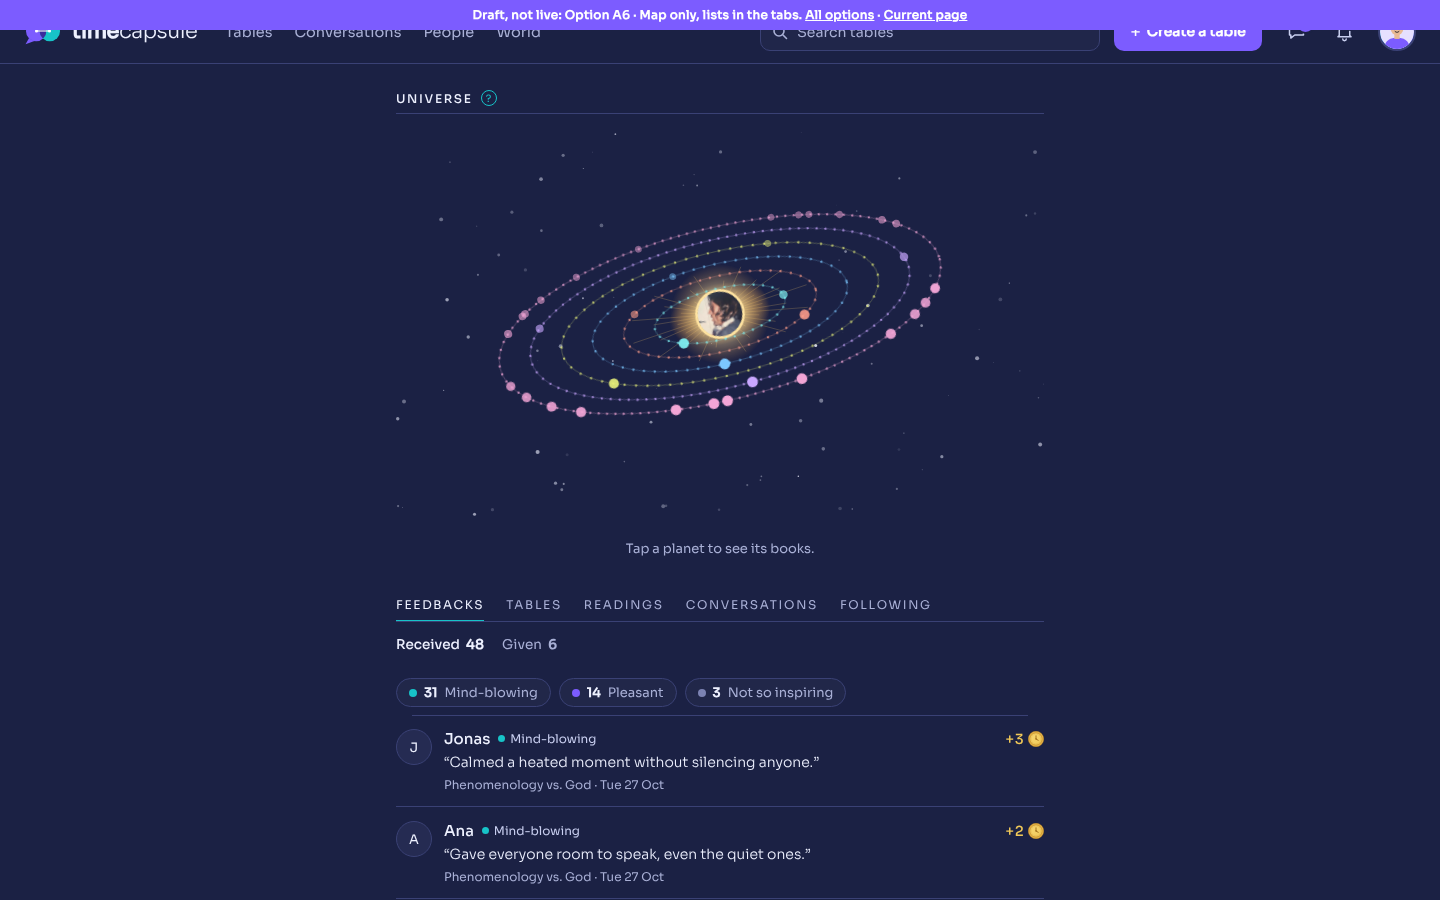 Draft, not live: Option A6 · Map only, lists in the tabs. All options · Current page
timecapsule Tables Conversations People World Search tables + Create a table
UNIVERSE ?
Tap a planet to see its books.
FEEDBACKS TABLES READINGS CONVERSATIONS FOLLOWING
Received 48 Given 6
31 Mind-blowing 14 Pleasant 3 Not so inspiring
J Jonas Mind-blowing +3
“Calmed a heated moment without silencing anyone.”
Phenomenology vs. God · Tue 27 Oct
A Ana Mind-blowing +2
“Gave everyone room to speak, even the quiet ones.”
Phenomenology vs. God · Tue 27 Oct